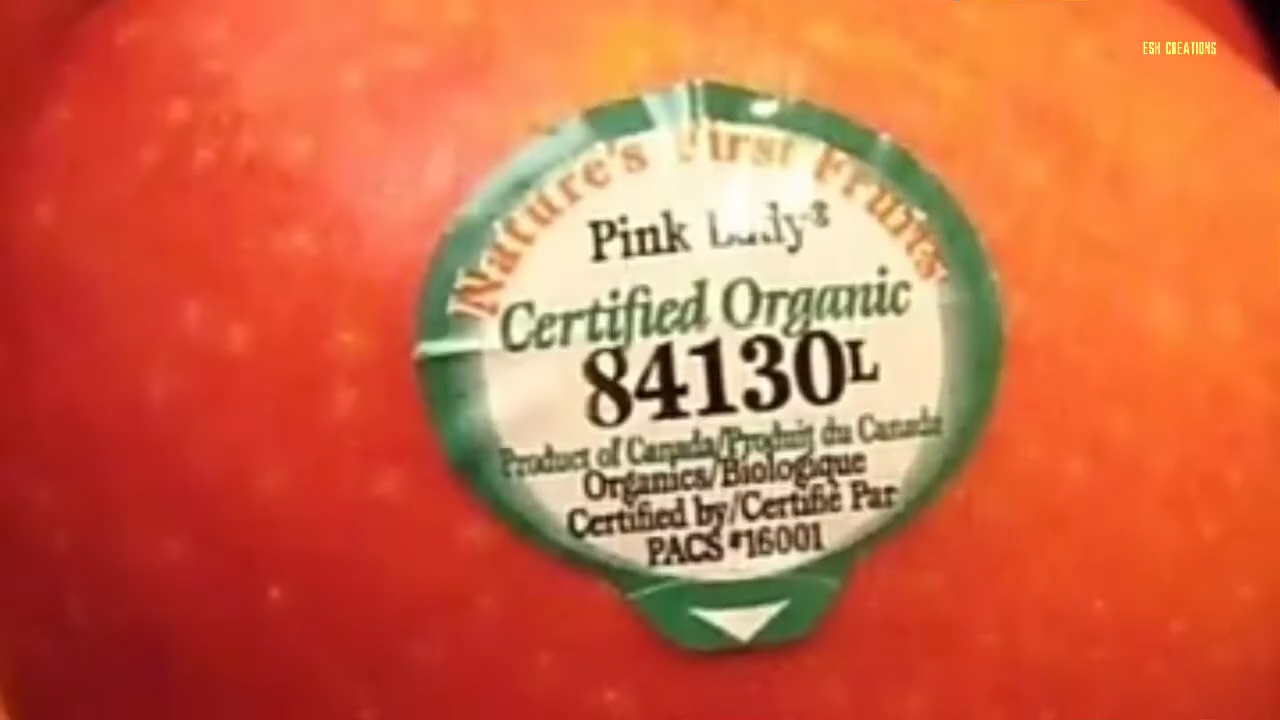 ESH CREATIONS
Nature's First Fruits
Pink Lady®
Certified Organic
84130L
Product of Canada/Produit du Canada
Organics/Biologique
Certified by/Certifié Par
PACS #16001